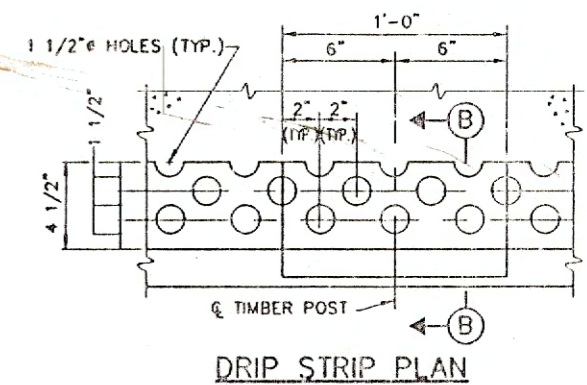 1'-0"
1 1/2"⌀ HOLES (TYP.)
6" 6"
2" 2"
(TYP.) (TYP.)
B
1 1/2"
4 1/2"
℄ TIMBER POST
B
DRIP STRIP PLAN